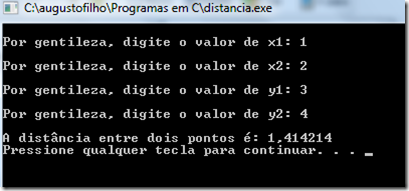 C:\augustofilho\Programas em C\distancia.exe
Por gentileza, digite o valor de x1: 1
Por gentileza, digite o valor de x2: 2
Por gentileza, digite o valor de y1: 3
Por gentileza, digite o valor de y2: 4
A distância entre dois pontos é: 1,414214
Pressione qualquer tecla para continuar. . . _